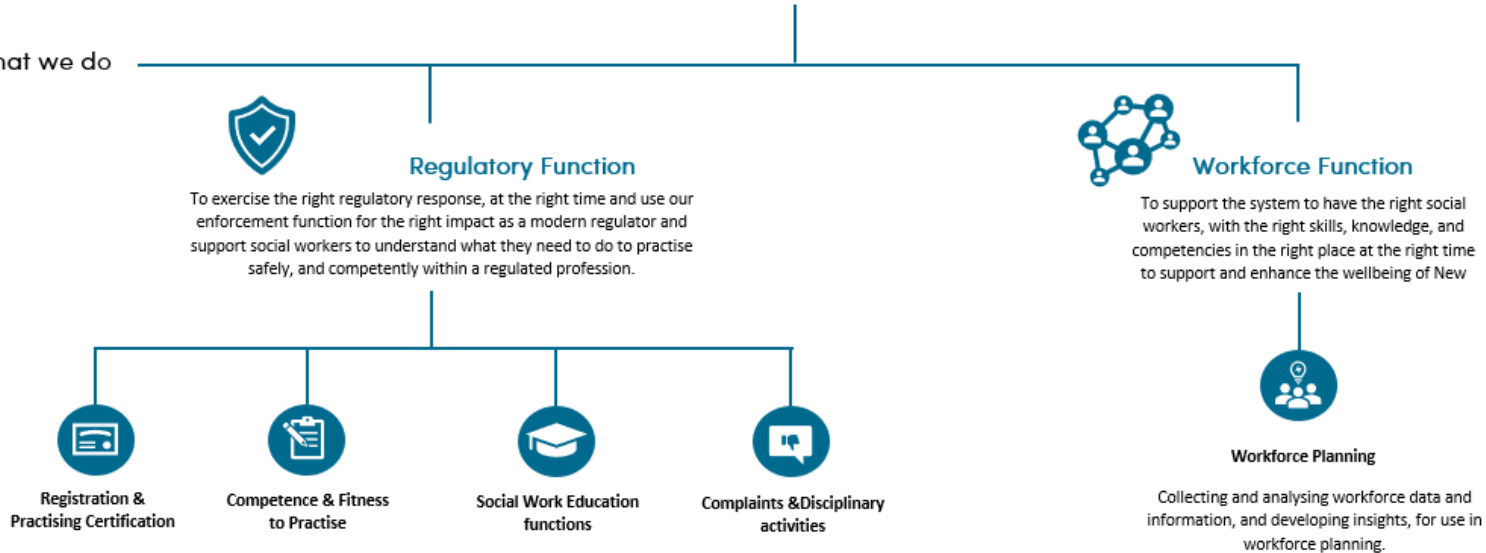 hat we do
Regulatory Function
To exercise the right regulatory response, at the right time and use our
enforcement function for the right impact as a modern regulator and
support social workers to understand what they need to do to practise
safely, and competently within a regulated profession.
Workforce Function
To support the system to have the right social
workers, with the right skills, knowledge, and
competencies in the right place at the right time
to support and enhance the wellbeing of New
Registration &
Practising Certification
Competence & Fitness
to Practise
Social Work Education
functions
Complaints &Disciplinary
activities
Workforce Planning
Collecting and analysing workforce data and
information, and developing insights, for use in
workforce planning.